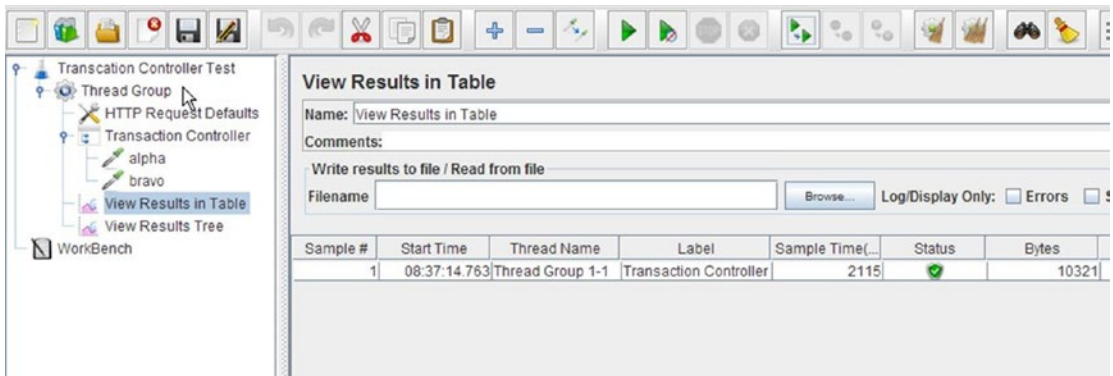 Transcation Controller Test
Thread Group
HTTP Request Defaults
Transaction Controller
alpha
bravo
View Results in Table
View Results Tree
WorkBench
View Results in Table
Name: View Results in Table
Comments:
Write results to file / Read from file
Filename Browse... Log/Display Only: Errors
Sample # Start Time Thread Name Label Sample Time(... Status Bytes
1 08:37:14.763 Thread Group 1-1 Transaction Controller 2115 10321